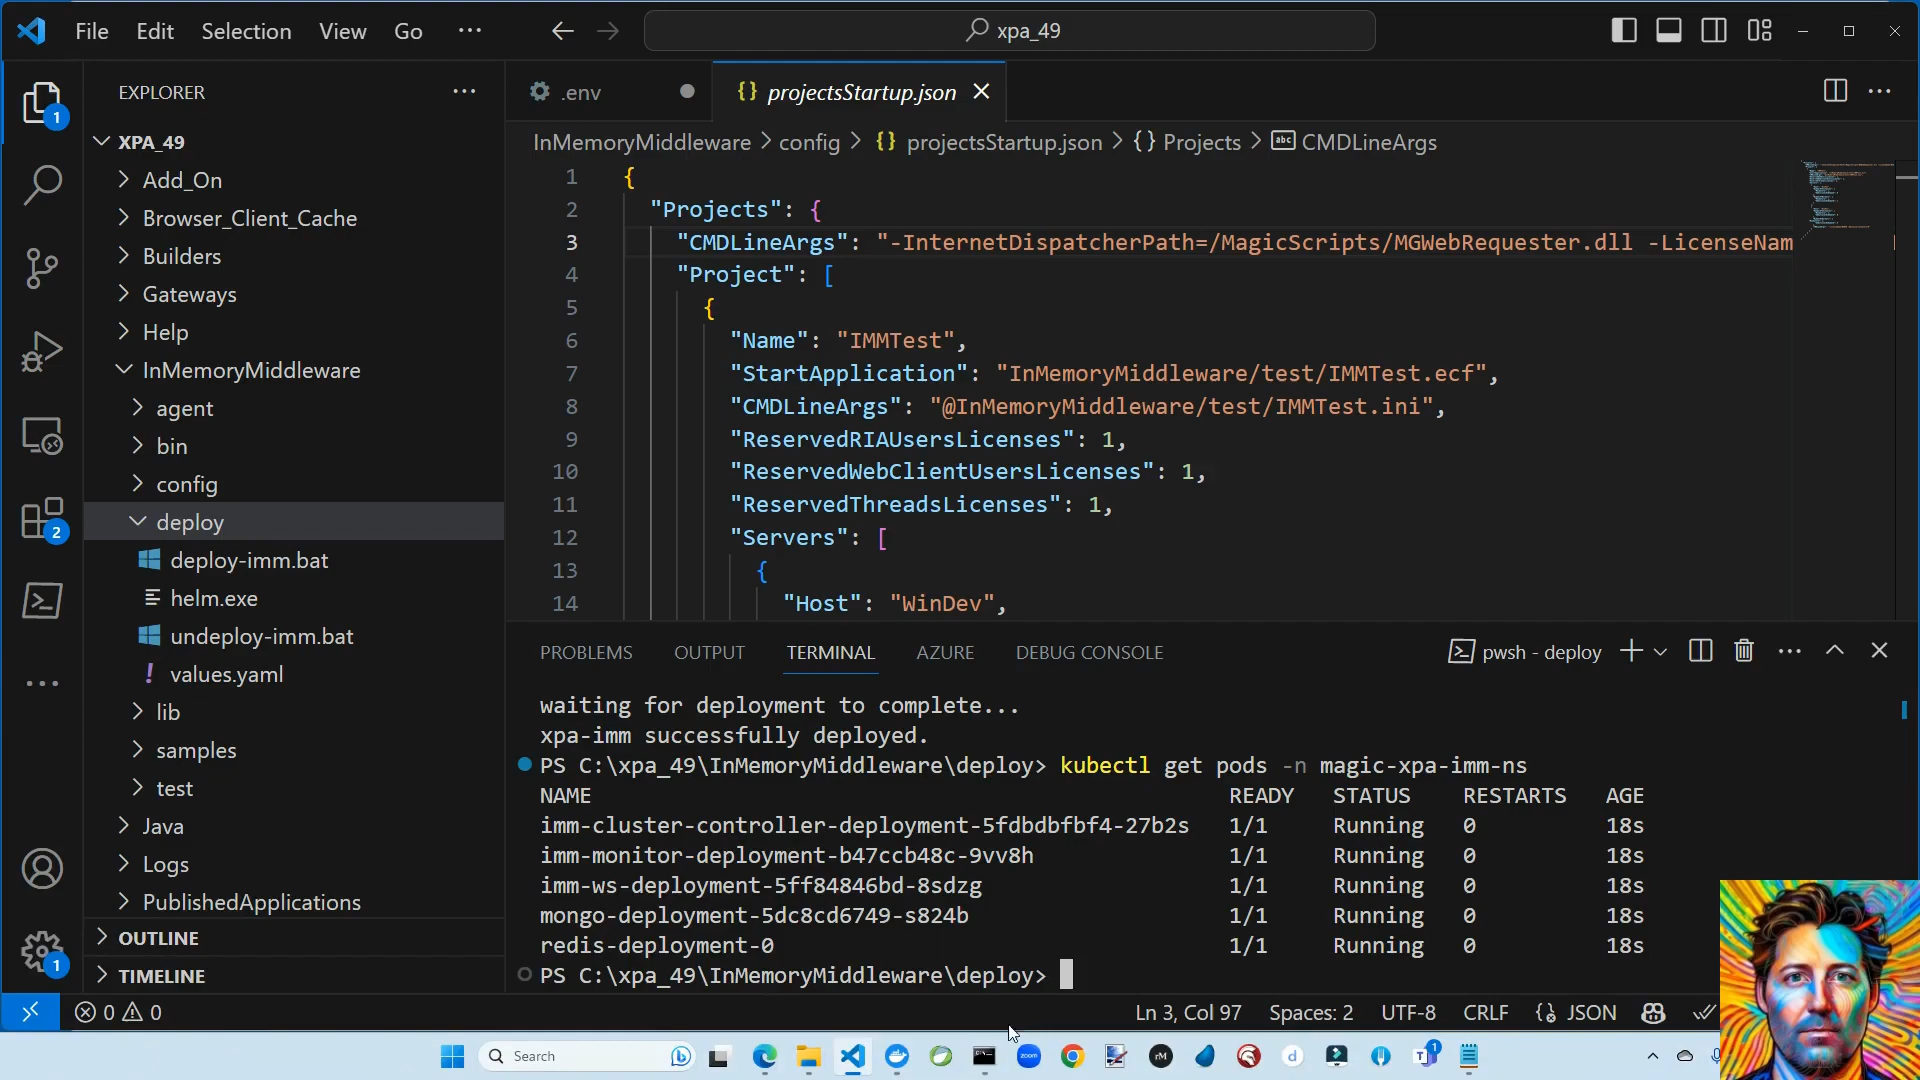 File Edit Selection View Go ··· xpa_49
EXPLORER
XPA_49
Add_On
Browser_Client_Cache
Builders
Gateways
Help
InMemoryMiddleware
agent
bin
config
deploy
deploy-imm.bat
helm.exe
undeploy-imm.bat
values.yaml
lib
samples
test
Java
Logs
PublishedApplications
OUTLINE
TIMELINE
1
2
1
.env projectsStartup.json
InMemoryMiddleware > config > {} projectsStartup.json > {} Projects > abc CMDLineArgs
1 {
2 "Projects": {
3 "CMDLineArgs": "-InternetDispatcherPath=/MagicScripts/MGWebRequester.dll -LicenseNam
4 "Project": [
5 {
6 "Name": "IMMTest",
7 "StartApplication": "InMemoryMiddleware/test/IMMTest.ecf",
8 "CMDLineArgs": "@InMemoryMiddleware/test/IMMTest.ini",
9 "ReservedRIAUsersLicenses": 1,
10 "ReservedWebClientUsersLicenses": 1,
11 "ReservedThreadsLicenses": 1,
12 "Servers": [
13 {
14 "Host": "WinDev",
PROBLEMS OUTPUT TERMINAL AZURE DEBUG CONSOLE pwsh - deploy
waiting for deployment to complete...
xpa-imm successfully deployed.
PS C:\xpa_49\InMemoryMiddleware\deploy> kubectl get pods -n magic-xpa-imm-ns
NAME READY STATUS RESTARTS AGE
imm-cluster-controller-deployment-5fdbdbfbf4-27b2s 1/1 Running 0 18s
imm-monitor-deployment-b47ccb48c-9vv8h 1/1 Running 0 18s
imm-ws-deployment-5ff84846bd-8sdzg 1/1 Running 0 18s
mongo-deployment-5dc8cd6749-s824b 1/1 Running 0 18s
redis-deployment-0 1/1 Running 0 18s
PS C:\xpa_49\InMemoryMiddleware\deploy>
0 0 Ln 3, Col 97 Spaces: 2 UTF-8 CRLF JSON
Search zoom rM d 1